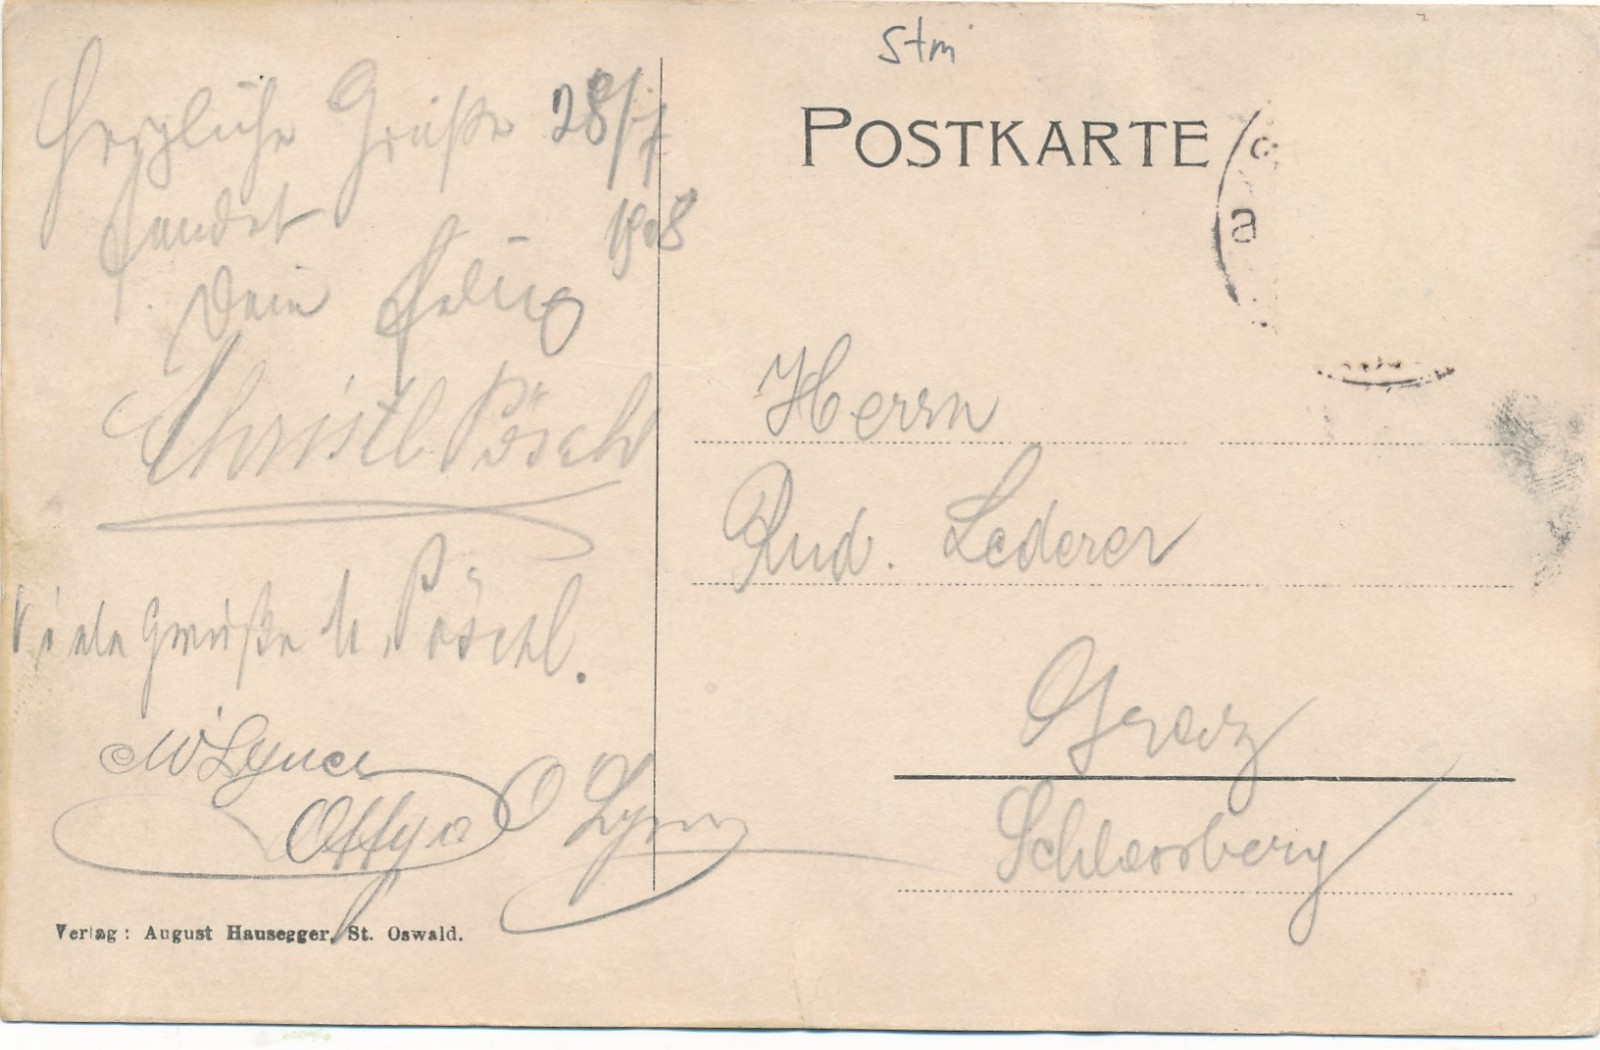 Stm
POSTKARTE
a
Herzliche Grüße 28/7
sendet 1908
Dein
Christl Pöschl
Viele Grüße M. Pöschl.
O
Herrn
Rud. Lederer
Graz
Schlossberg
Verlag: August Hausegger, St. Oswald.